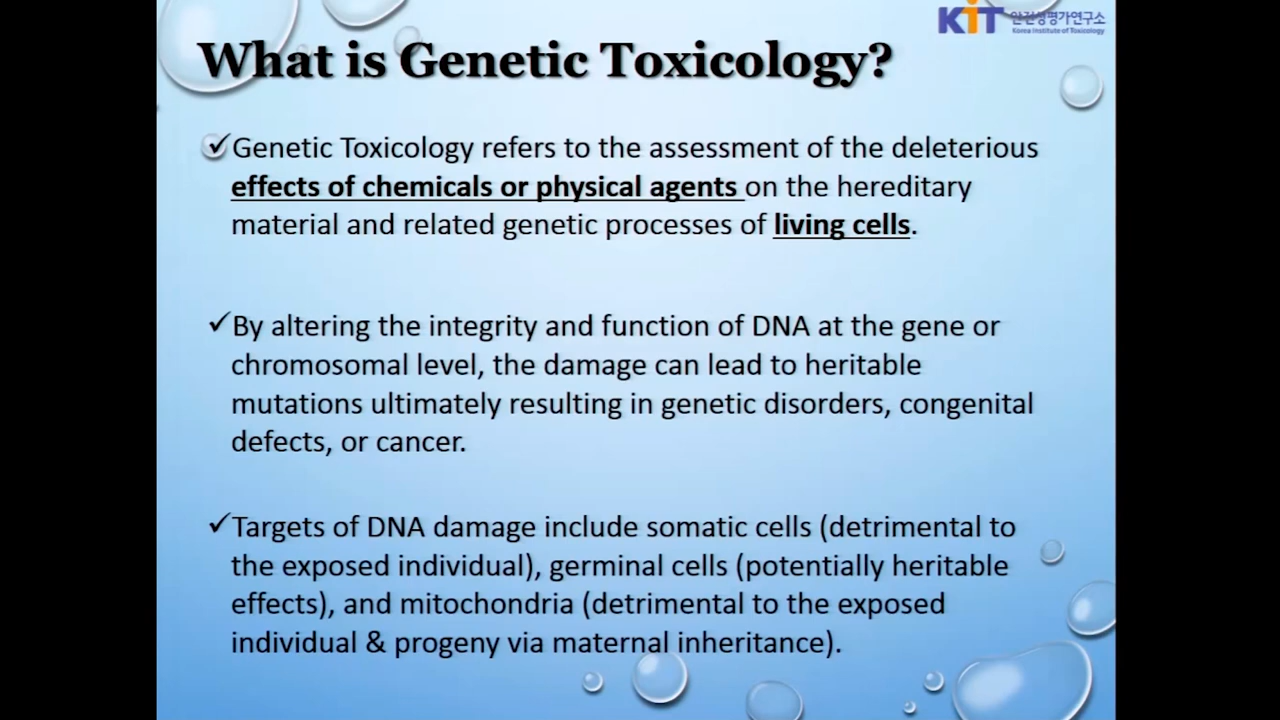 KIT 안전성평가연구소
Korea Institute of Toxicology
What is Genetic Toxicology?
✓Genetic Toxicology refers to the assessment of the deleterious
effects of chemicals or physical agents on the hereditary
material and related genetic processes of living cells.
✓By altering the integrity and function of DNA at the gene or
chromosomal level, the damage can lead to heritable
mutations ultimately resulting in genetic disorders, congenital
defects, or cancer.
✓Targets of DNA damage include somatic cells (detrimental to
the exposed individual), germinal cells (potentially heritable
effects), and mitochondria (detrimental to the exposed
individual & progeny via maternal inheritance).